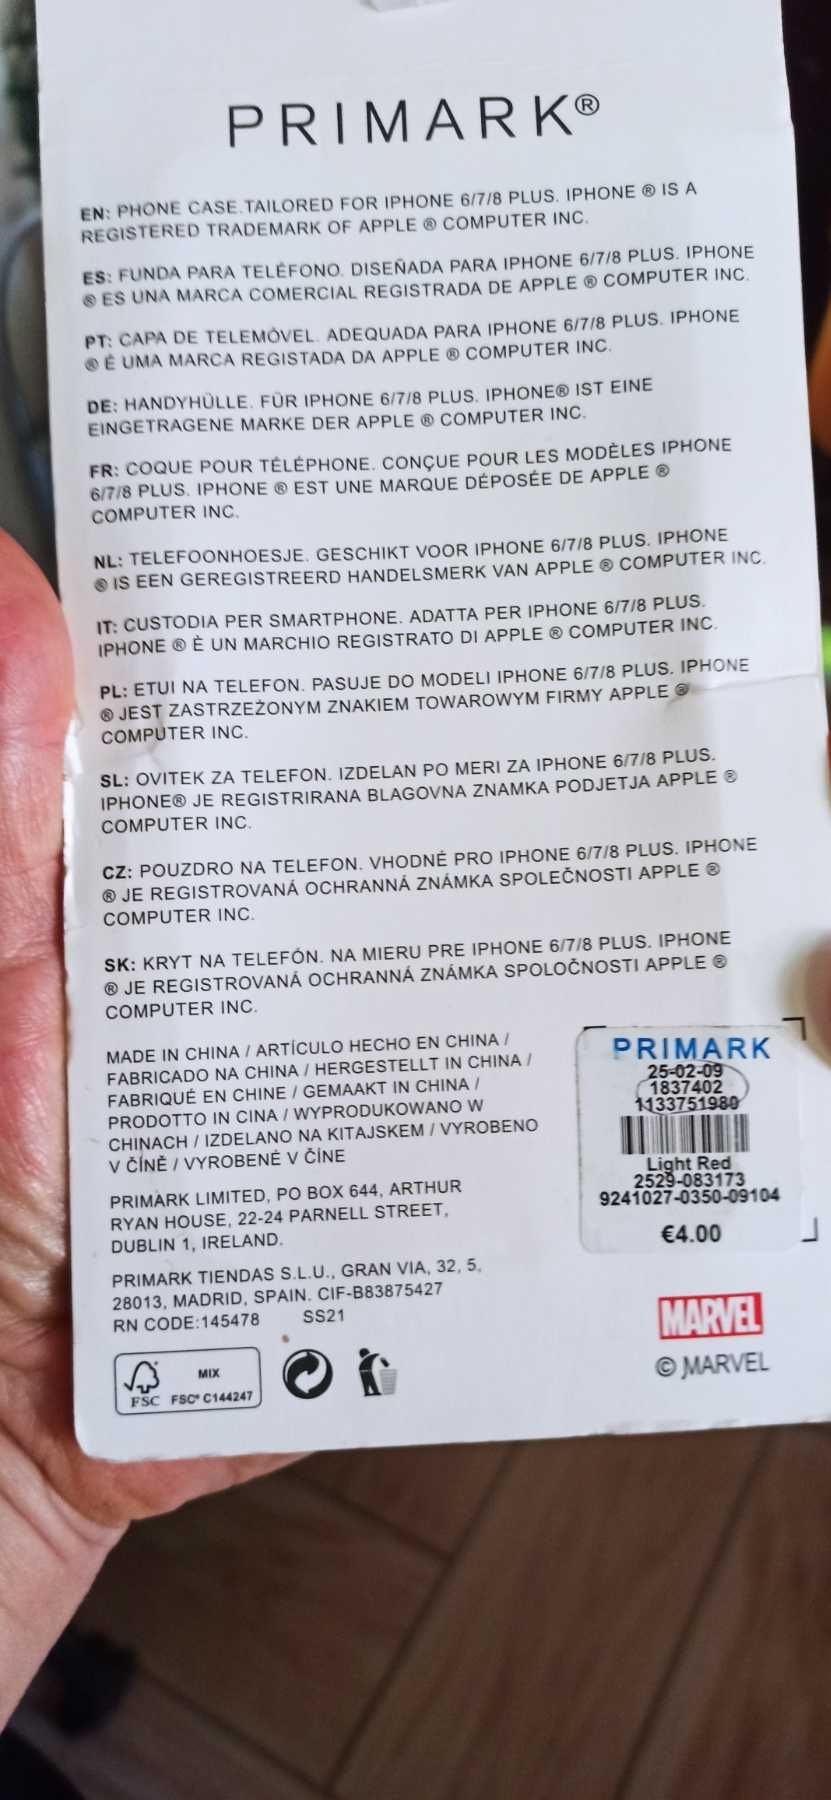 PRIMARK®
EN: PHONE CASE.TAILORED FOR IPHONE 6/7/8 PLUS. IPHONE ® IS A
REGISTERED TRADEMARK OF APPLE ® COMPUTER INC.
ES: FUNDA PARA TELÉFONO. DISEÑADA PARA IPHONE 6/7/8 PLUS. IPHONE
® ES UNA MARCA COMERCIAL REGISTRADA DE APPLE ® COMPUTER INC.
PT: CAPA DE TELEMÓVEL. ADEQUADA PARA IPHONE 6/7/8 PLUS. IPHONE
® É UMA MARCA REGISTADA DA APPLE ® COMPUTER INC.
DE: HANDYHÜLLE. FÜR IPHONE 6/7/8 PLUS. IPHONE® IST EINE
EINGETRAGENE MARKE DER APPLE ® COMPUTER INC.
FR: COQUE POUR TÉLÉPHONE. CONÇUE POUR LES MODÈLES IPHONE
6/7/8 PLUS. IPHONE ® EST UNE MARQUE DÉPOSÉE DE APPLE ®
COMPUTER INC.
NL: TELEFOONHOESJE. GESCHIKT VOOR IPHONE 6/7/8 PLUS. IPHONE
® IS EEN GEREGISTREERD HANDELSMERK VAN APPLE ® COMPUTER INC.
IT: CUSTODIA PER SMARTPHONE. ADATTA PER IPHONE 6/7/8 PLUS.
IPHONE ® È UN MARCHIO REGISTRATO DI APPLE ® COMPUTER INC.
PL: ETUI NA TELEFON. PASUJE DO MODELI IPHONE 6/7/8 PLUS. IPHONE
® JEST ZASTRZEŻONYM ZNAKIEM TOWAROWYM FIRMY APPLE ®
COMPUTER INC.
SL: OVITEK ZA TELEFON. IZDELAN PO MERI ZA IPHONE 6/7/8 PLUS.
IPHONE® JE REGISTRIRANA BLAGOVNA ZNAMKA PODJETJA APPLE ®
COMPUTER INC.
CZ: POUZDRO NA TELEFON. VHODNÉ PRO IPHONE 6/7/8 PLUS. IPHONE
® JE REGISTROVANÁ OCHRANNÁ ZNÁMKA SPOLEČNOSTI APPLE ®
COMPUTER INC.
SK: KRYT NA TELEFÓN. NA MIERU PRE IPHONE 6/7/8 PLUS. IPHONE
® JE REGISTROVANÁ OCHRANNÁ ZNÁMKA SPOLOČNOSTI APPLE ®
COMPUTER INC.
MADE IN CHINA / ARTÍCULO HECHO EN CHINA /
FABRICADO NA CHINA / HERGESTELLT IN CHINA /
FABRIQUÉ EN CHINE / GEMAAKT IN CHINA /
PRODOTTO IN CINA / WYPRODUKOWANO W
CHINACH / IZDELANO NA KITAJSKEM / VYROBENO
V ČÍNĚ / VYROBENÉ V ČÍNE
PRIMARK LIMITED, PO BOX 644, ARTHUR
RYAN HOUSE, 22-24 PARNELL STREET,
DUBLIN 1, IRELAND.
PRIMARK TIENDAS S.L.U., GRAN VIA, 32, 5,
28013, MADRID, SPAIN. CIF-B83875427
RN CODE:145478 SS21
MIX
FSC FSC® C144247
PRIMARK
25-02-09
1837402
1133751980
Light Red
2529-083173
9241027-0350-09104
€4.00
MARVEL
© MARVEL